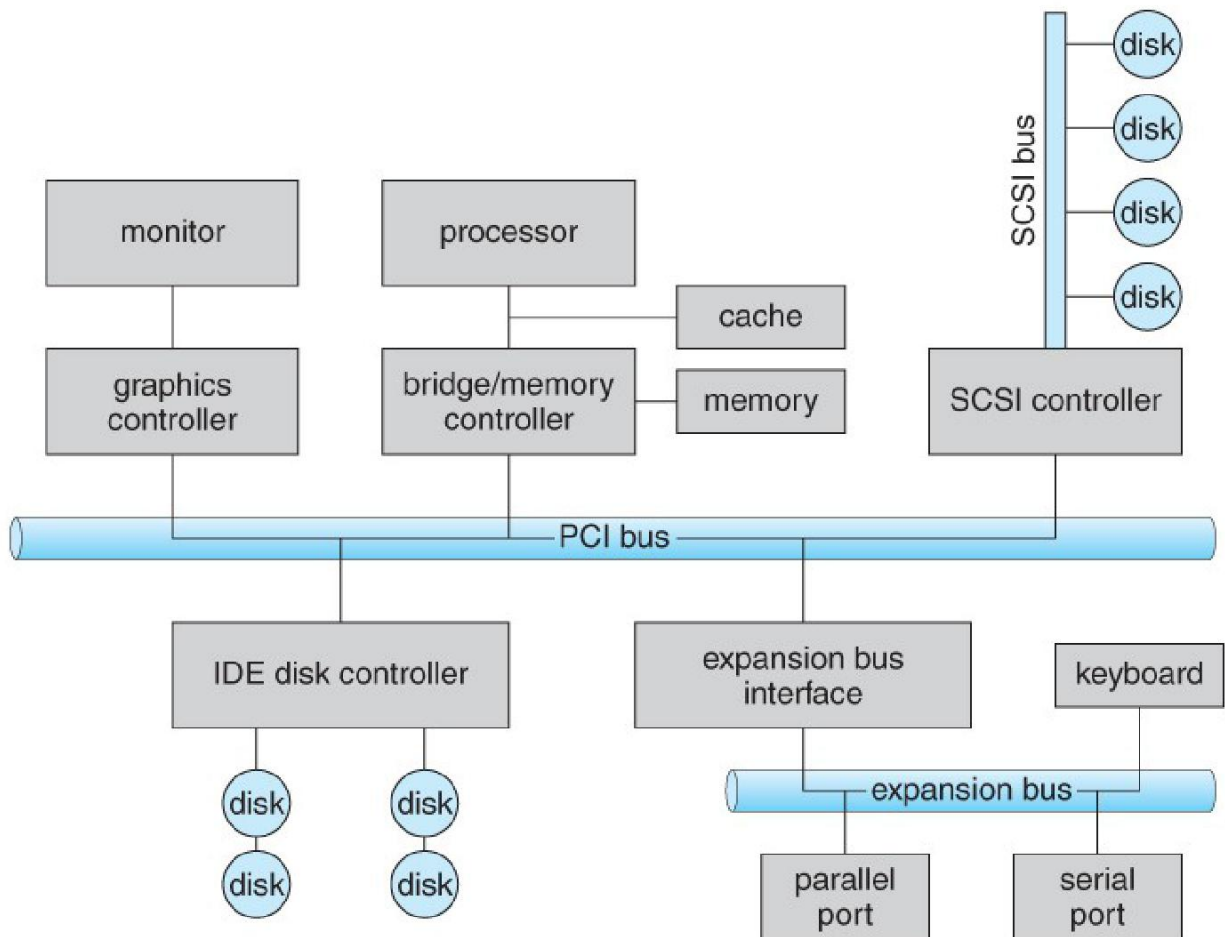 disk
disk
disk
disk
SCSI bus
monitor
processor
cache
graphics
controller
bridge/memory
controller
memory
SCSI controller
PCI bus
IDE disk controller
expansion bus
interface
keyboard
disk
disk
expansion bus
disk
disk
parallel
port
serial
port